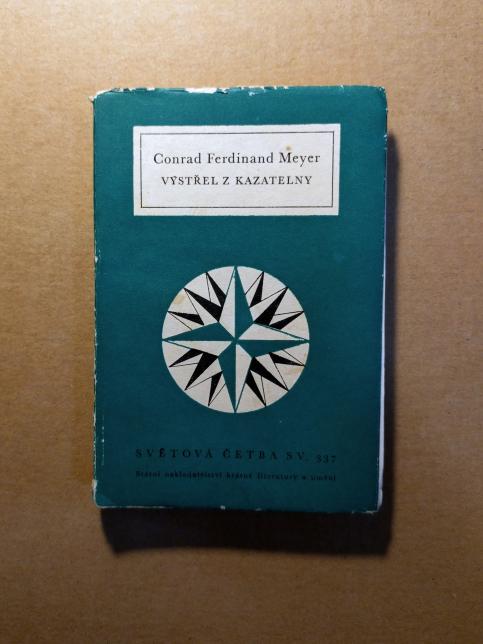 Conrad Ferdinand Meyer
VÝSTŘEL Z KAZATELNY
SVĚTOVÁ ČETBA SV. 337
Státní nakladatelství krásné literatury a umění